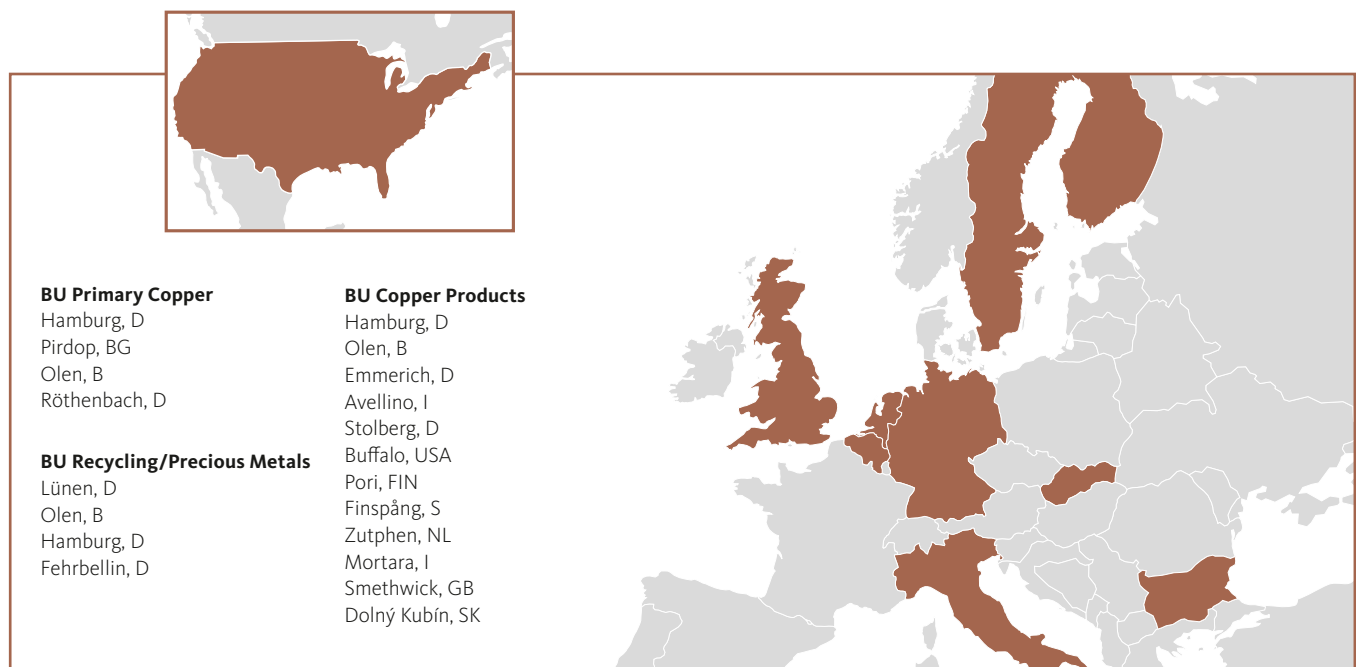 BU Primary Copper
Hamburg, D
Pirdop, BG
Olen, B
Röthenbach, D
BU Recycling/Precious Metals
Lünen, D
Olen, B
Hamburg, D
Fehrbellin, D
BU Copper Products
Hamburg, D
Olen, B
Emmerich, D
Avellino, I
Stolberg, D
Buffalo, USA
Pori, FIN
Finspång, S
Zutphen, NL
Mortara, I
Smethwick, GB
Dolný Kubín, SK